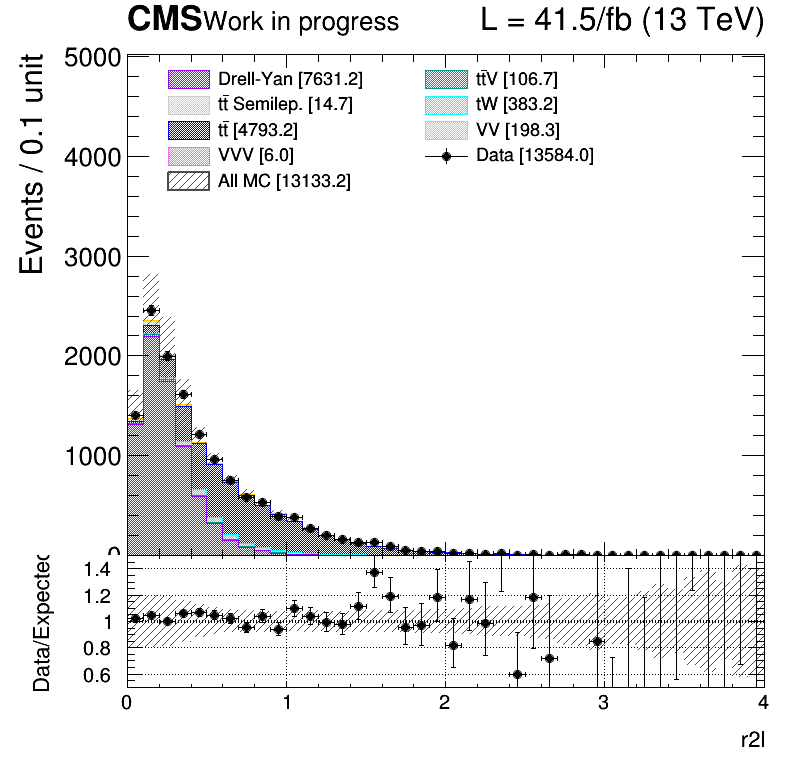 CMS Work in progress L = 41.5/fb (13 TeV)
Events / 0.1 unit
5000
4000
3000
2000
1000
0
Drell-Yan [7631.2]
tt̄ Semilep. [14.7]
tt̄ [4793.2]
VVV [6.0]
All MC [13133.2]
tt̄V [106.7]
tW [383.2]
VV [198.3]
Data [13584.0]
Data/Expected
1.4
1.2
1
0.8
0.6
0 1 2 3 4
r2l